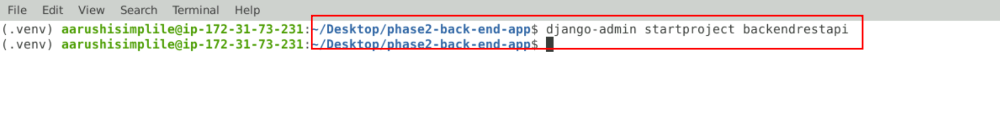 File Edit View Search Terminal Help
(.venv) aarushisimplile@ip-172-31-73-231:~/Desktop/phase2-back-end-app$ django-admin startproject backendrestapi
(.venv) aarushisimplile@ip-172-31-73-231:~/Desktop/phase2-back-end-app$